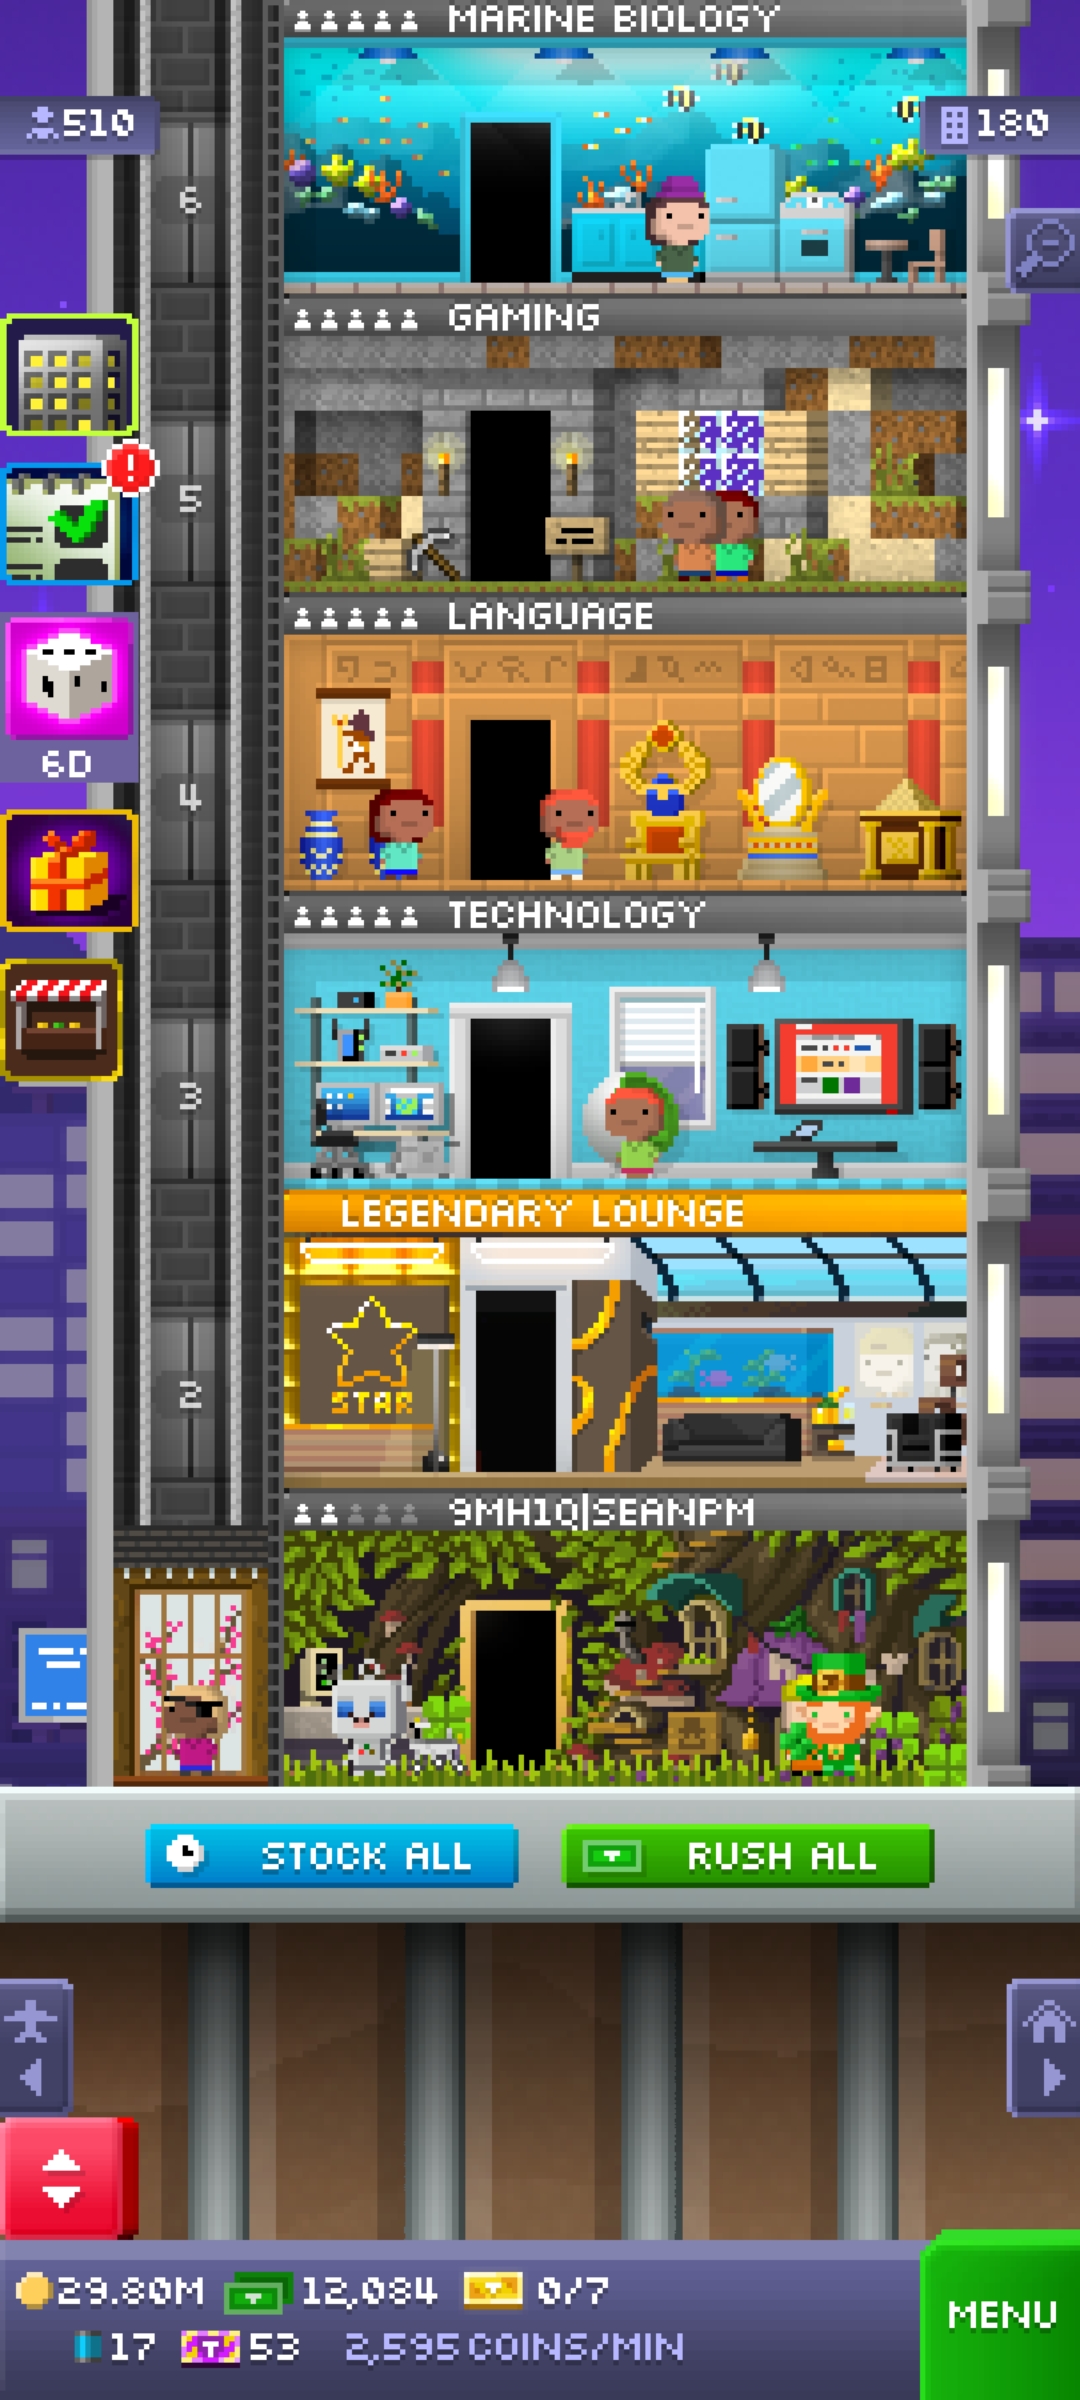 MARINE BIOLOGY
510
180
6
GAMING
5
LANGUAGE
6D
4
TECHNOLOGY
3
LEGENDARY LOUNGE
STAR
2
9MH1Q|SEANPM
STOCK ALL
RUSH ALL
29.80M 12,084 0/7
MENU
17 T 53 2,595 COINS/MIN